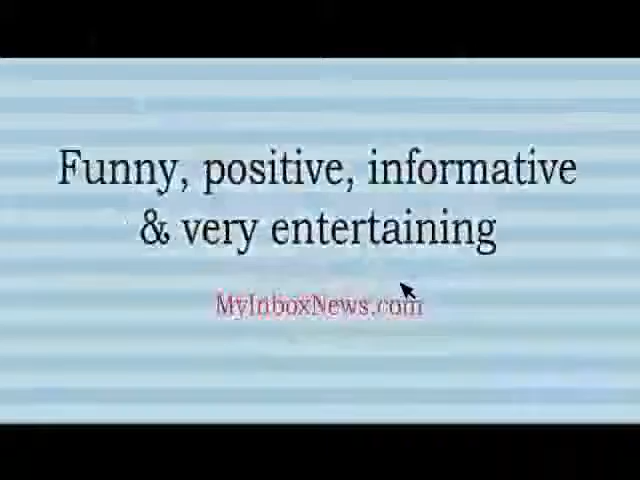 Funny, positive, informative
& very entertaining
MyInboxNews.com